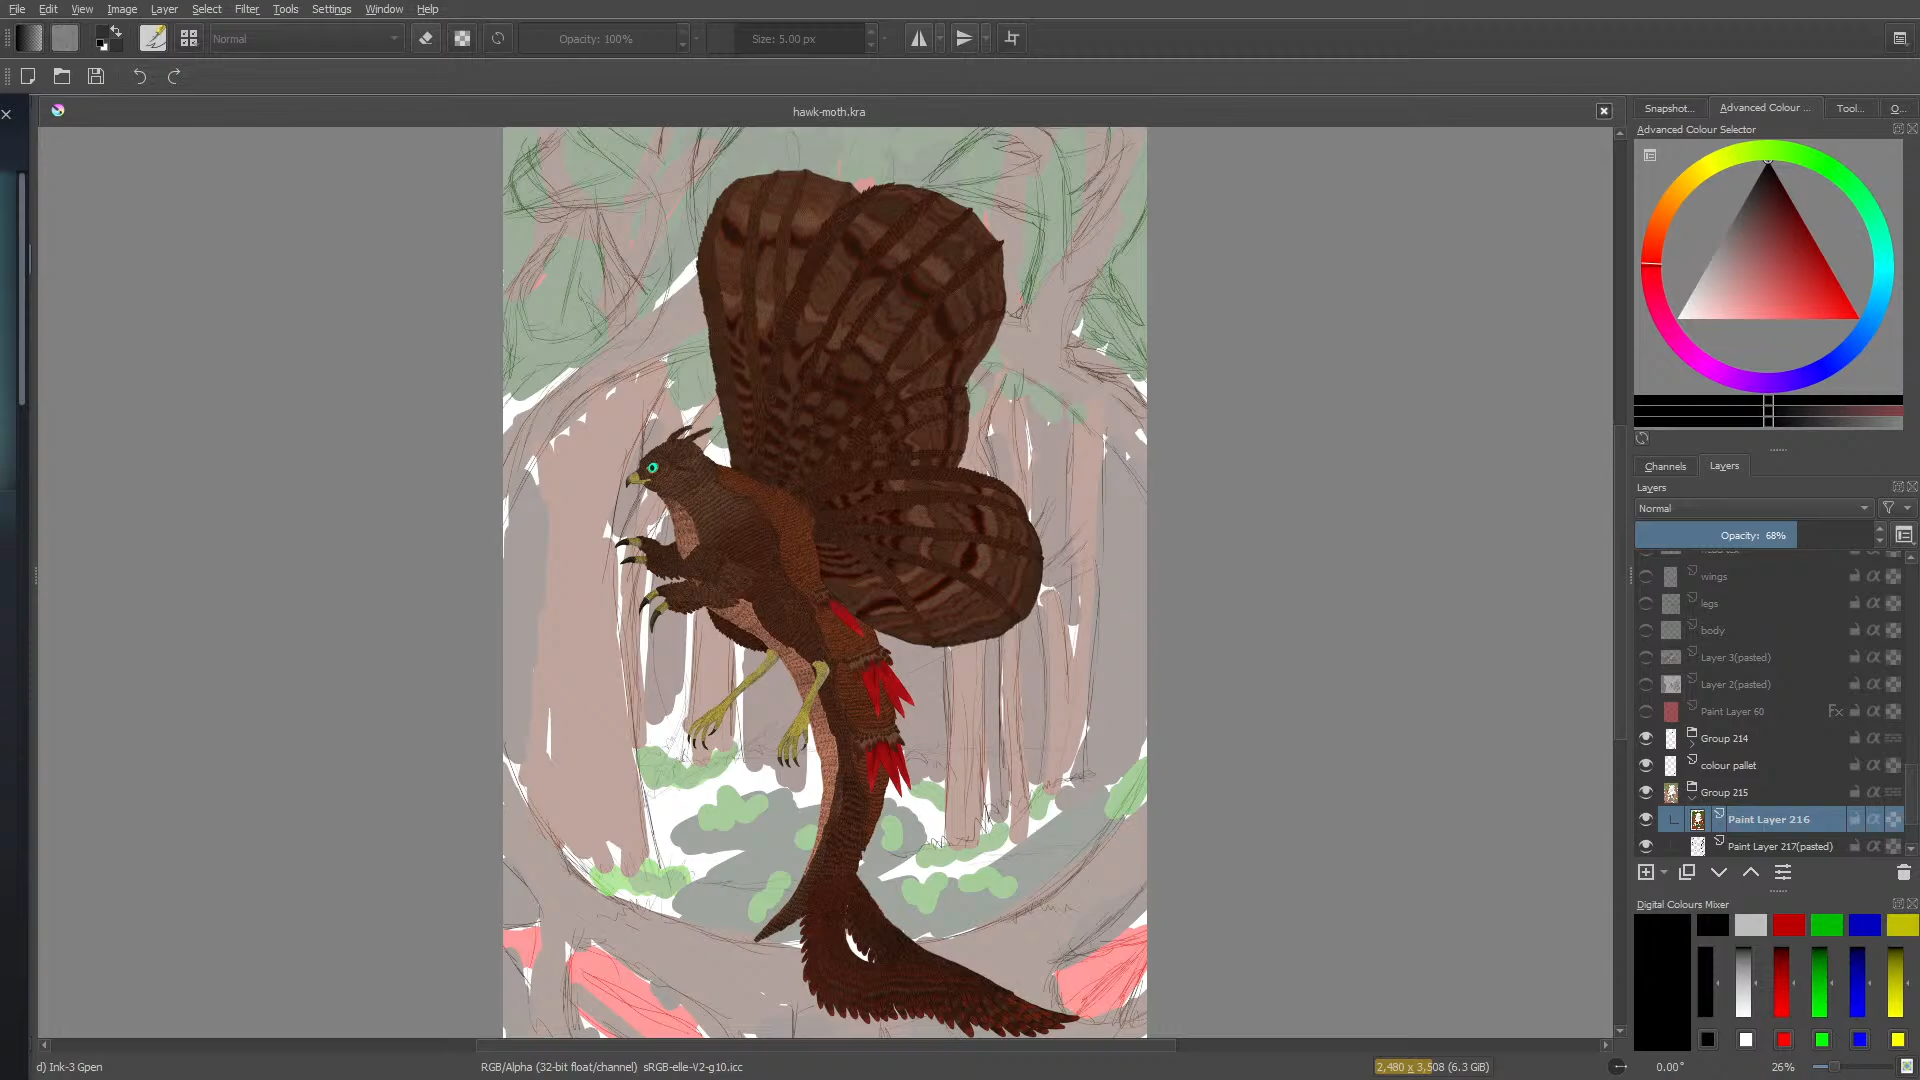 File Edit View Image Layer Select Filter Tools Settings Window Help
Normal Opacity: 100% Size: 5.00 px
hawk-moth.kra
Snapshot... Advanced Colour ... Tool... O...
Advanced Colour Selector
Channels Layers
Layers
Normal
Opacity: 68%
wings
legs
body
Layer 3(pasted)
Layer 2(pasted)
Paint Layer 60 Fx
Group 214
colour pallet
Group 215
Paint Layer 216
Paint Layer 217(pasted)
Digital Colours Mixer
d) Ink-3 Gpen RGB/Alpha (32-bit float/channel) sRGB-elle-V2-g10.icc 2,480 x 3,508 (6.3 GiB) 0.00° 26%